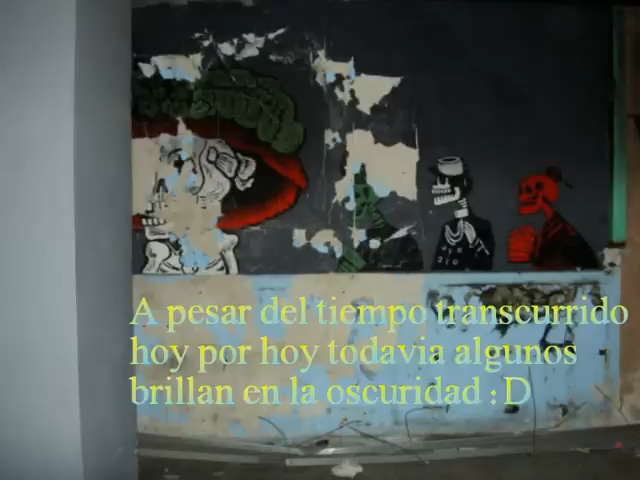 A pesar del tiempo transcurrido
hoy por hoy todavia algunos
brillan en la oscuridad :D